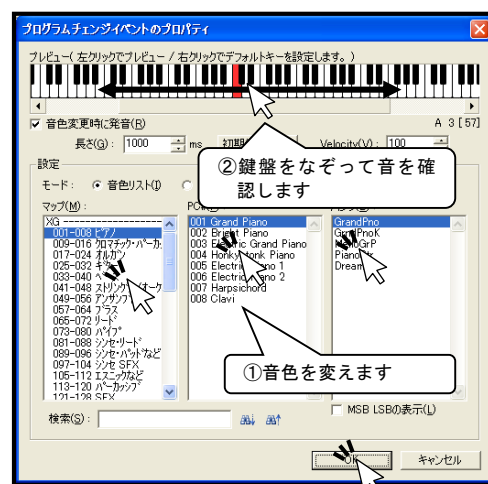 プログラムチェンジイベントのプロパティ
プレビュー( 左クリックでプレビュー / 右クリックでデフォルトキーを設定します。)
音色変更時に発音(R)
A 3 [57]
長さ(G): 1000 ms 初期 Velocity(V): 100
②鍵盤をなぞって音を確
認します
設定
モード: 音色リスト(I)
マップ(M):
XG
001-008 ピアノ
009-016 クロマチック・パーカ
017-024 オルガン
025-032
033-040
041-048 ストリングス オーケ
049-056 アンサンブ
057-064 ブラス
065-072 リード
073-080 パイプ
081-088 シンセ・リード
089-096 シンセ・パッドなど
097-104 シンセ SFX
105-112 エスニックなど
113-120 パーカッシブ
121-128 SFX
001 Grand Piano
002 Bright Piano
003 Electric Grand Piano
004 Honkytonk Piano
005 Electric Piano 1
006 Electric Piano 2
007 Harpsichord
008 Clavi
GrandPno
GrndPnoK
MelloGrP
PianoStr
Dream
①音色を変えます
検索(S):
MSB LSBの表示(L)
OK
キャンセル